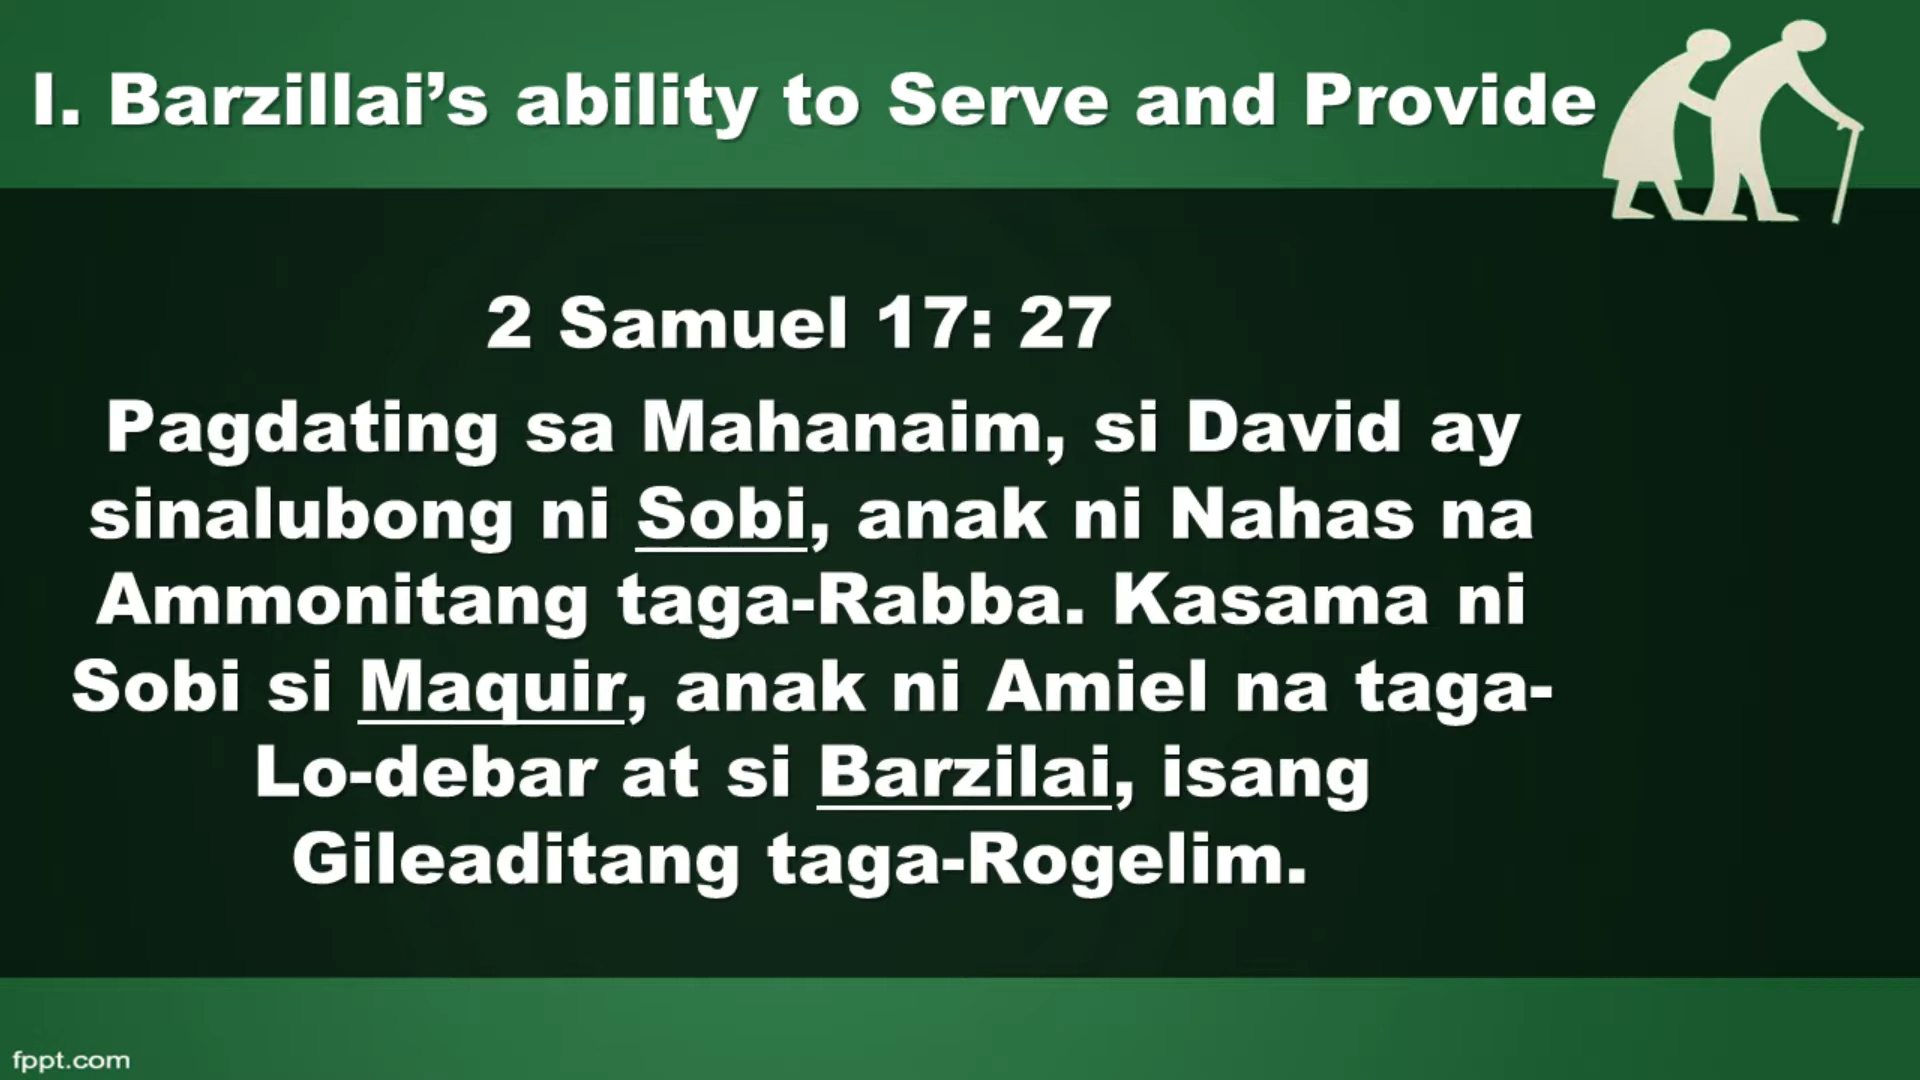 I. Barzillai’s ability to Serve and Provide
2 Samuel 17: 27
Pagdating sa Mahanaim, si David ay
sinalubong ni Sobi, anak ni Nahas na
Ammonitang taga-Rabba. Kasama ni
Sobi si Maquir, anak ni Amiel na taga-
Lo-debar at si Barzilai, isang
Gileaditang taga-Rogelim.
fppt.com